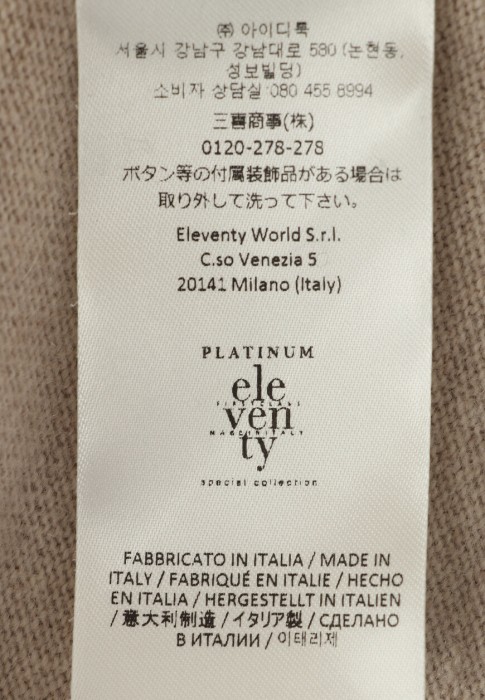 ㈜ 아이디룩
서울시 강남구 강남대로 580 (논현동,
성보빌딩)
소비자 상담실 080 455 8994
三喜商事(株)
0120-278-278
ボタン等の付属装飾品がある場合は
取り外して洗って下さい。
Eleventy World S.r.l.
C.so Venezia 5
20141 Milano (Italy)
PLATINUM
ele
FIRSTCLASS
ven
MADEINITALY
ty
special collection
FABBRICATO IN ITALIA / MADE IN
ITALY / FABRIQUÉ EN ITALIE / HECHO
EN ITALIA / HERGESTELLT IN ITALIEN
/ 意大利制造 / イタリア製 / СДЕЛАНО
В ИТАЛИИ / 이태리제